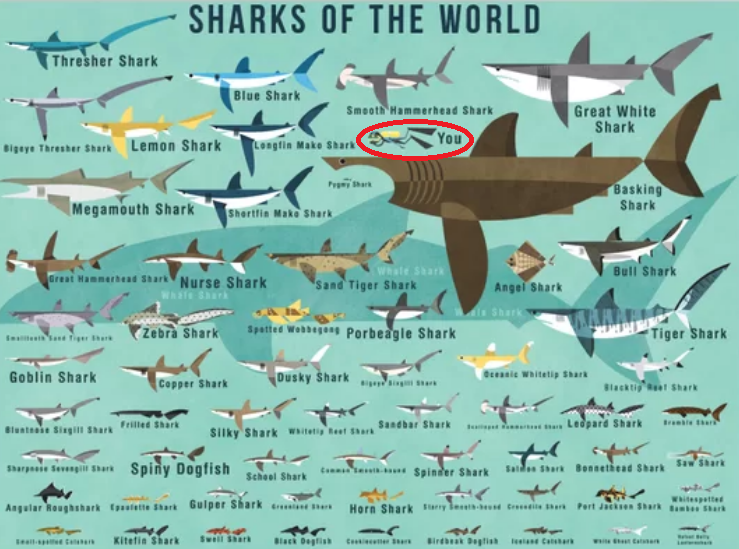 SHARKS OF THE WORLD
Thresher Shark
Blue Shark
Smooth Hammerhead Shark
Great White
Shark
Bigeye Thresher Shark
Lemon Shark
Longfin Mako Shark
You
Pygmy Shark
Basking
Shark
Megamouth Shark
Shortfin Mako Shark
Great Hammerhead Shark
Nurse Shark
Whale Shark
Sand Tiger Shark
Angel Shark
Bull Shark
Whale Shark
Whale Shark
Smalltooth Sand Tiger Shark
Zebra Shark
Spotted Wobbegong
Porbeagle Shark
Tiger Shark
Goblin Shark
Copper Shark
Dusky Shark
Bigeye Sixgill Shark
Oceanic Whitetip Shark
Blacktip Reef Shark
Bluntnose Sixgill Shark
Frilled Shark
Silky Shark
Whitetip Reef Shark
Sandbar Shark
Scalloped Hammerhead Shark
Leopard Shark
Bramble Shark
Sharpnose Sevengill Shark
Spiny Dogfish
School Shark
Common Smooth-hound
Spinner Shark
Salmon Shark
Bonnethead Shark
Saw Shark
Angular Roughshark
Epaulette Shark
Gulper Shark
Greenland Shark
Horn Shark
Starry Smooth-hound
Crocodile Shark
Port Jackson Shark
Whitespotted
Bamboo Shark
Small-spotted Catshark
Kitefin Shark
Swell Shark
Black Dogfish
Cookiecutter Shark
Birdbeak Dogfish
Iceland Catshark
White Ghost Catshark
Velvet Belly
Lanternshark